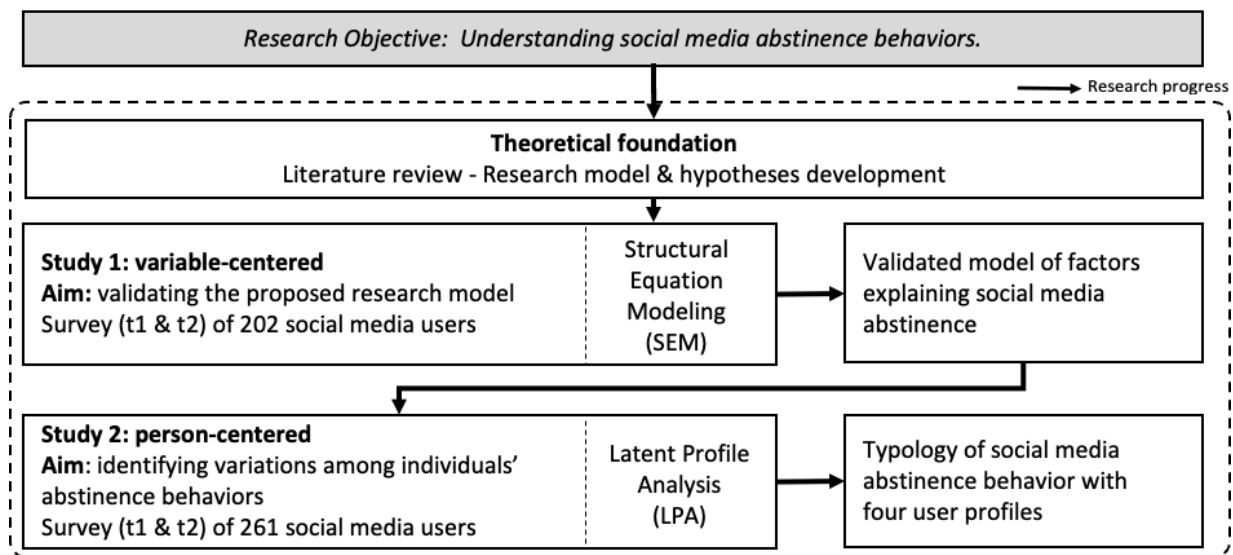 Research Objective: Understanding social media abstinence behaviors.
Research progress
Theoretical foundation
Literature review - Research model & hypotheses development
Study 1: variable-centered
Aim: validating the proposed research model
Survey (t1 & t2) of 202 social media users
Structural
Equation
Modeling
(SEM)
Validated model of factors
explaining social media
abstinence
Study 2: person-centered
Aim: identifying variations among individuals’
abstinence behaviors
Survey (t1 & t2) of 261 social media users
Latent Profile
Analysis
(LPA)
Typology of social media
abstinence behavior with
four user profiles